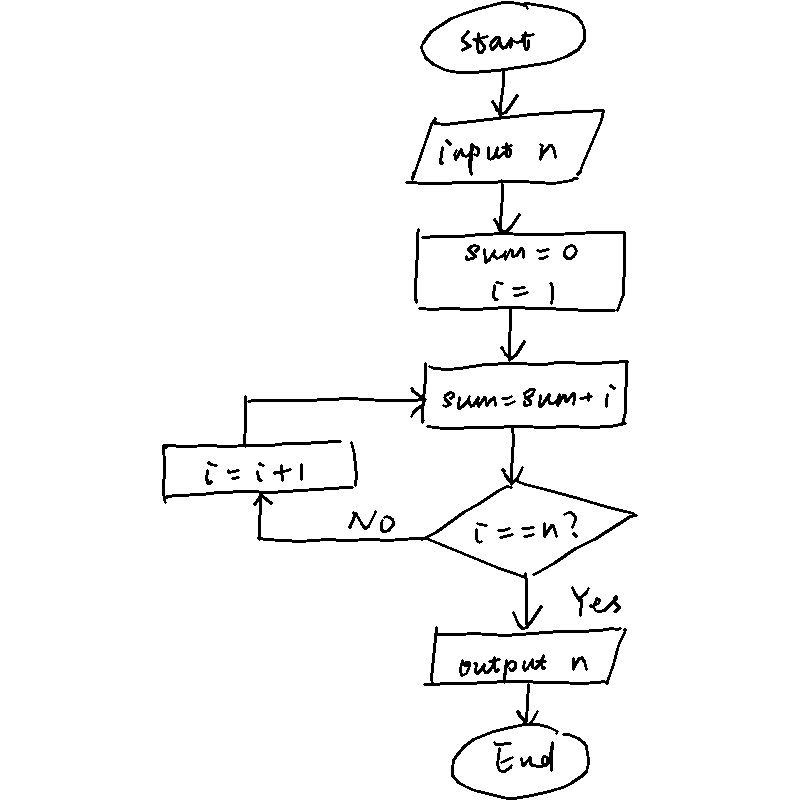 start
input n
sum = 0
i = 1
sum = sum + i
i = i + 1
No
i == n?
Yes
output n
End